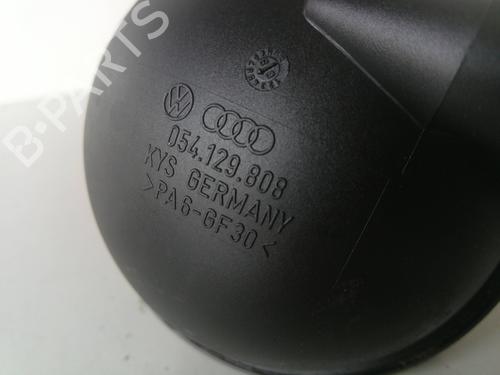 B-PARTS
054.129.808
KYS GERMANY
>PA6-GF30<